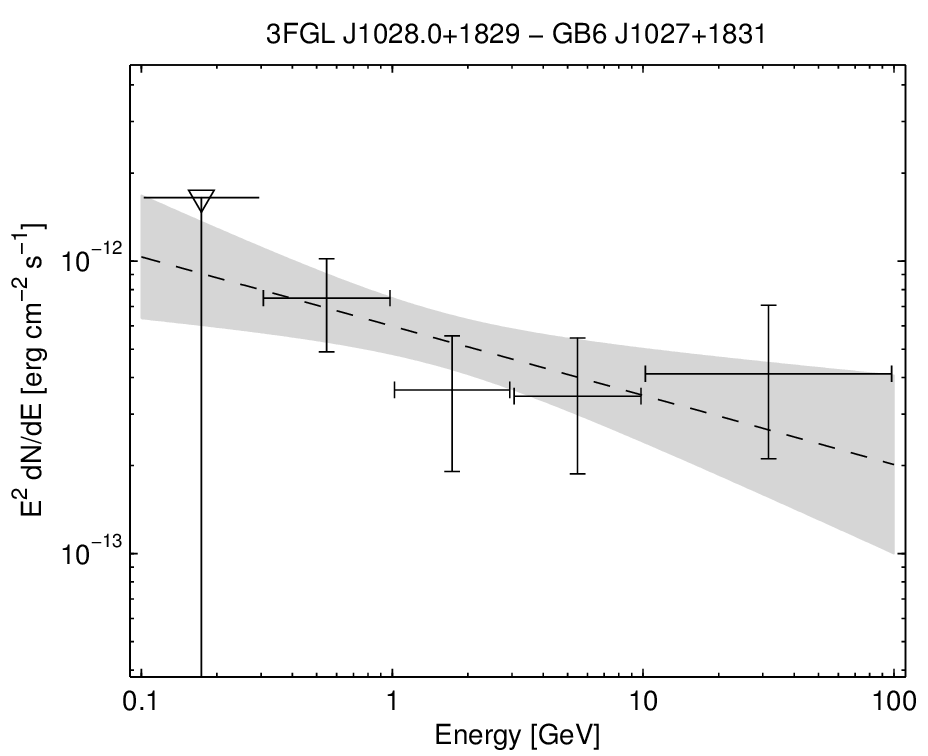 3FGL J1028.0+1829 − GB6 J1027+1831
E² dN/dE [erg cm⁻² s⁻¹]
10⁻¹²
10⁻¹³
0.1 1 10 100
Energy [GeV]